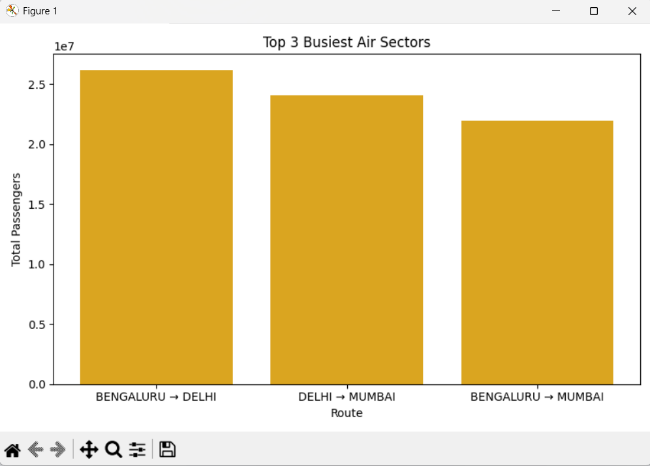 Figure 1
Top 3 Busiest Air Sectors
1e7
2.5
2.0
1.5
1.0
0.5
0.0
Total Passengers
BENGALURU → DELHI
DELHI → MUMBAI
BENGALURU → MUMBAI
Route